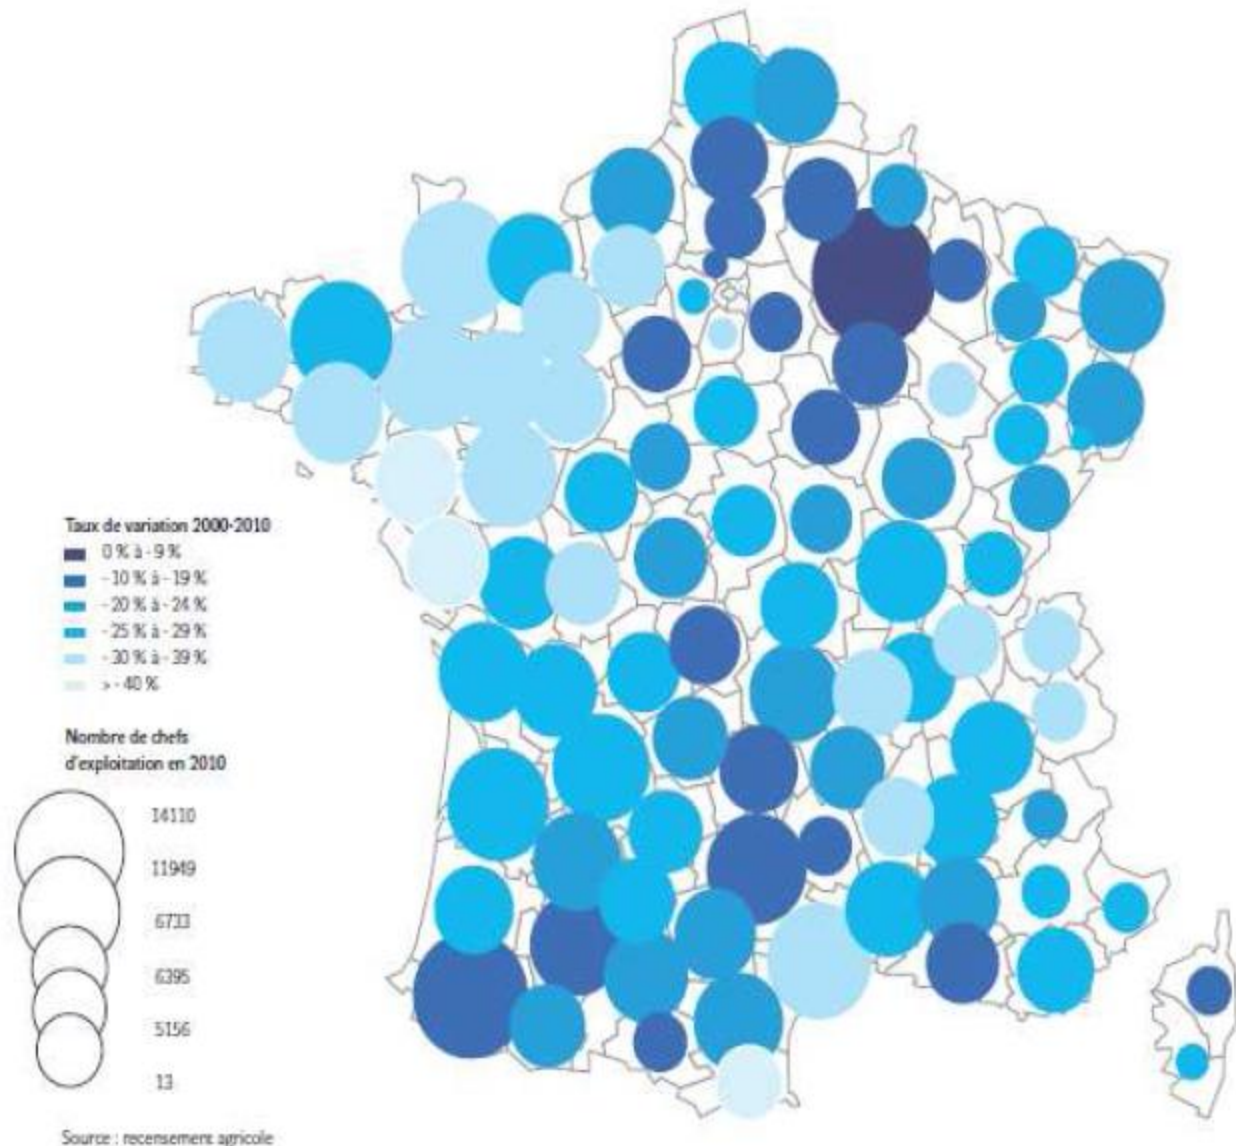 Taux de variation 2000-2010
0 % à - 9 %
- 10 % à - 19 %
- 20 % à - 24 %
- 25 % à - 29 %
- 30 % à - 39 %
> - 40 %
Nombre de chefs
d'exploitation en 2010
14110
11949
6733
6395
5156
13
Source : recensement agricole